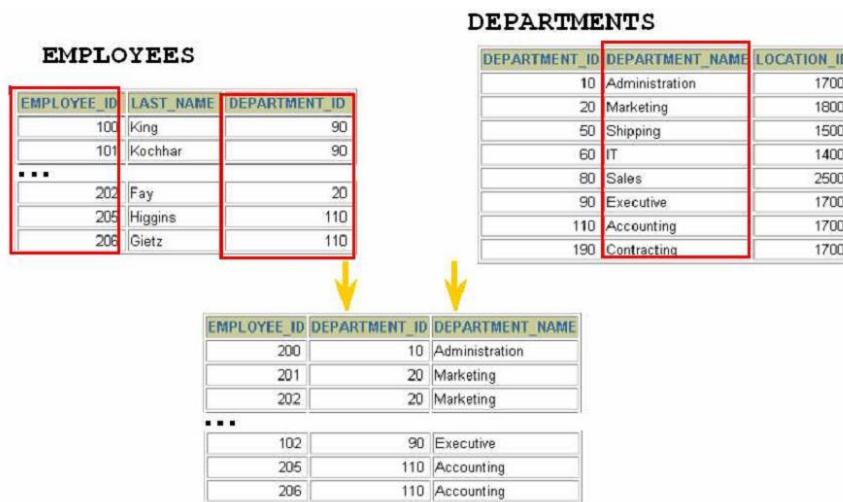 EMPLOYEES
EMPLOYEE_ID LAST_NAME DEPARTMENT_ID
100 King 90
101 Kochhar 90
...
202 Fay 20
205 Higgins 110
206 Gietz 110
DEPARTMENTS
DEPARTMENT_ID DEPARTMENT_NAME LOCATION_I
10 Administration 1700
20 Marketing 1800
50 Shipping 1500
60 IT 1400
80 Sales 2500
90 Executive 1700
110 Accounting 1700
190 Contracting 1700
EMPLOYEE_ID DEPARTMENT_ID DEPARTMENT_NAME
200 10 Administration
201 20 Marketing
202 20 Marketing
...
102 90 Executive
205 110 Accounting
206 110 Accounting